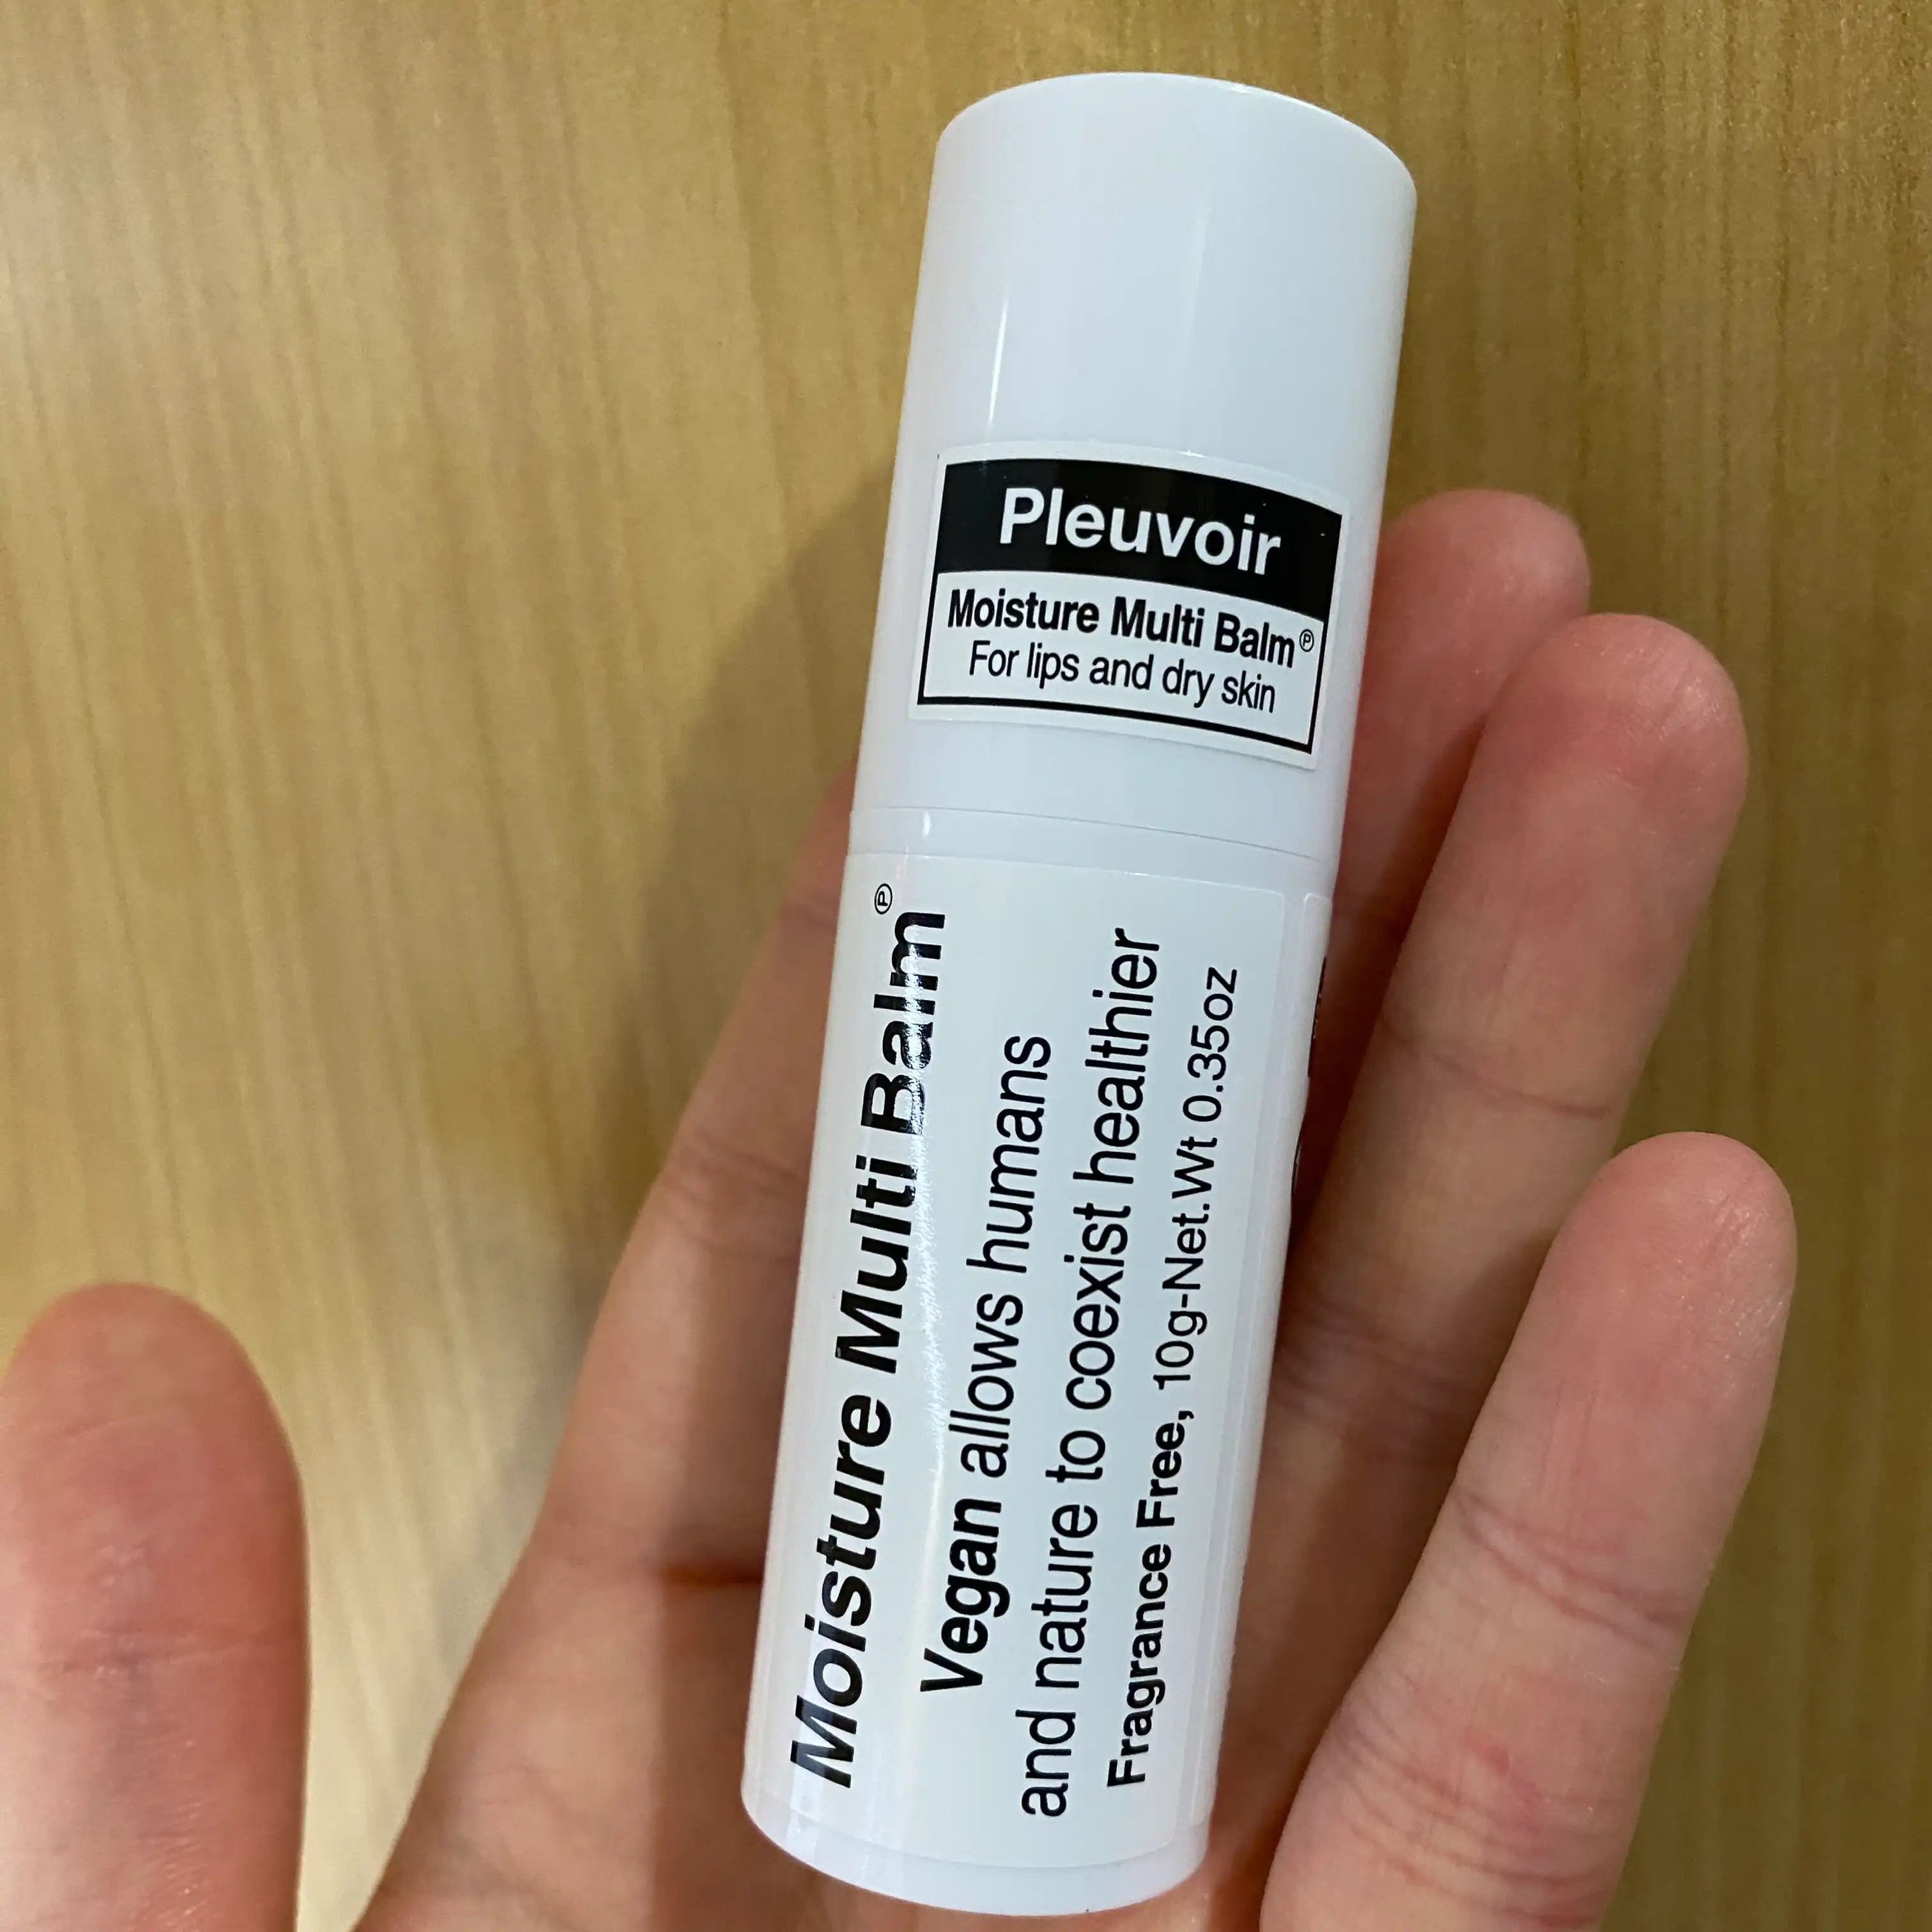 Pleuvoir
Moisture Multi Balm℗
For lips and dry skin
Moisture Multi Balm℗
Vegan allows humans
and nature to coexist healthier
Fragrance Free, 10g-Net.Wt 0.35oz